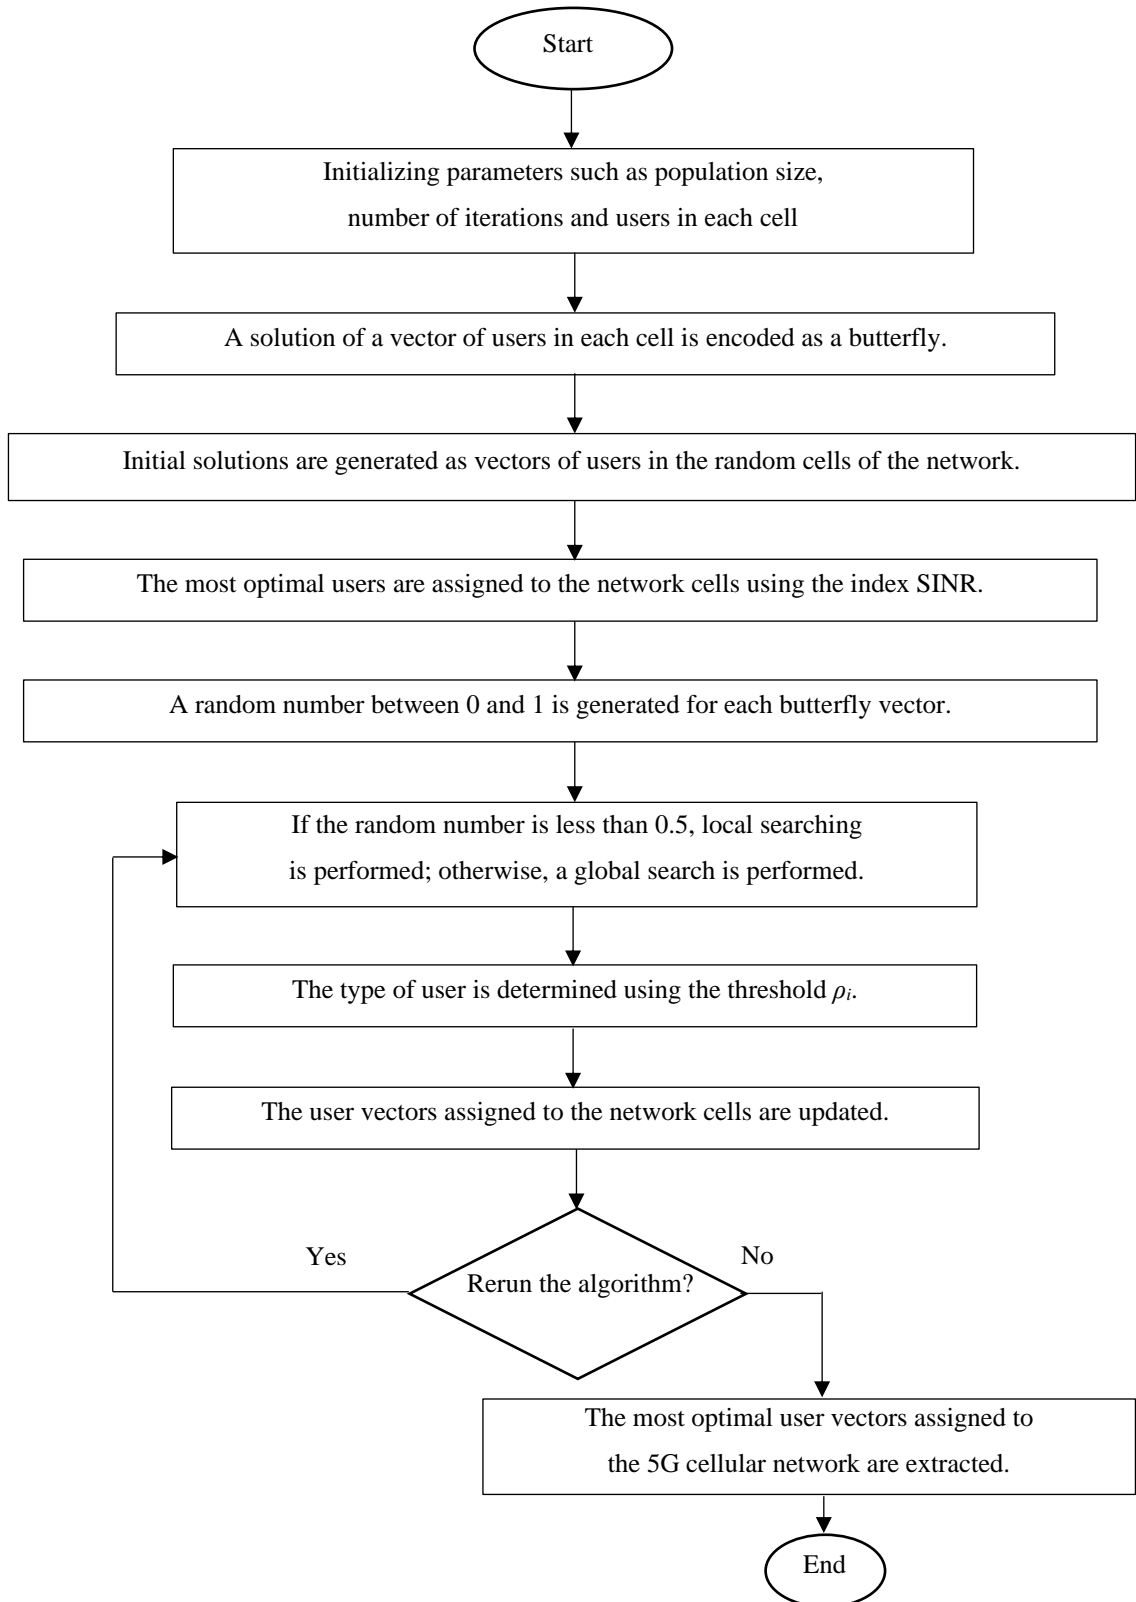 Start
Initializing parameters such as population size,
number of iterations and users in each cell
A solution of a vector of users in each cell is encoded as a butterfly.
Initial solutions are generated as vectors of users in the random cells of the network.
The most optimal users are assigned to the network cells using the index SINR.
A random number between 0 and 1 is generated for each butterfly vector.
If the random number is less than 0.5, local searching
is performed; otherwise, a global search is performed.
The type of user is determined using the threshold ρi.
The user vectors assigned to the network cells are updated.
Yes
No
Rerun the algorithm?
The most optimal user vectors assigned to
the 5G cellular network are extracted.
End